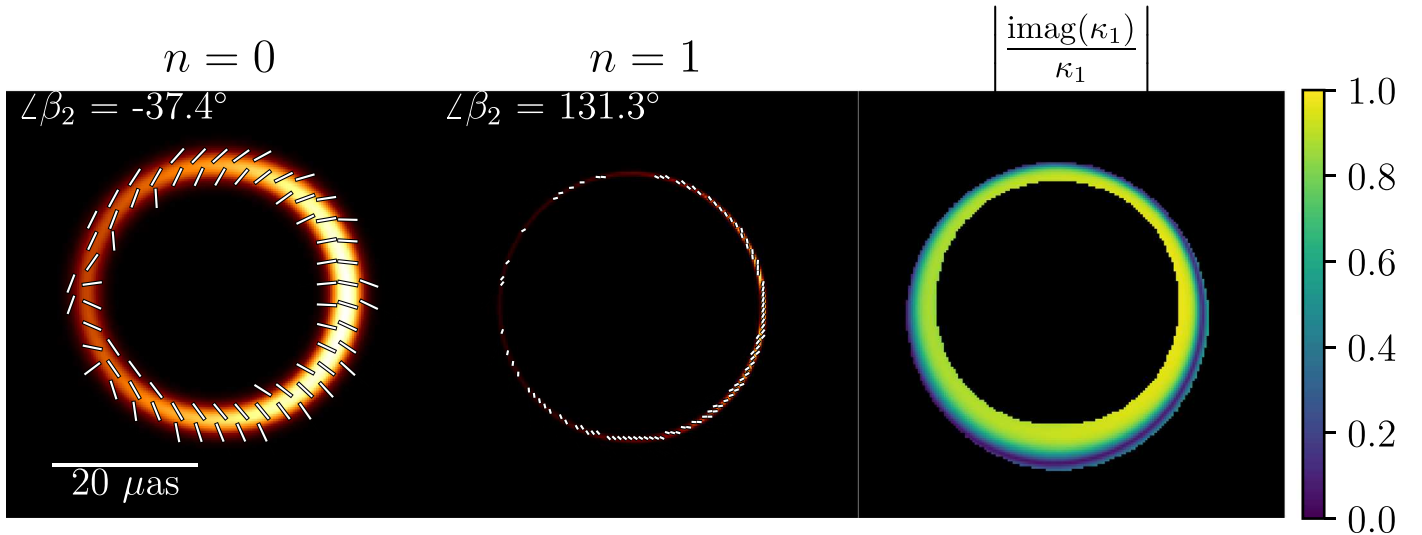 n = 0
∠β₂ = -37.4°
20 μas
n = 1
∠β₂ = 131.3°
|imag(κ₁)/κ₁|
1.0
0.8
0.6
0.4
0.2
0.0